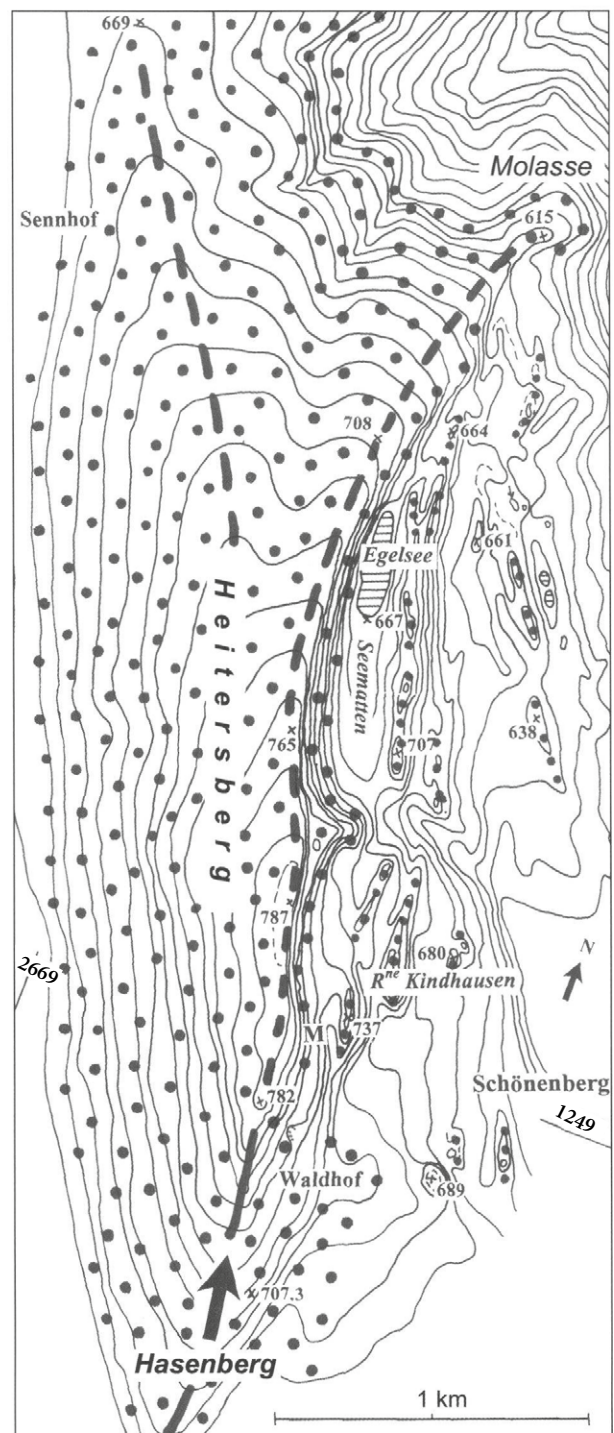 669
Molasse
Sennhof
615
708
664
Egelsee
661
667
Heitersberg
Seematten
765
707
638
787
680
2669
Rne Kindhausen
N
M
737
Schönenberg
782
1249
Waldhof
689
707,3
Hasenberg
1 km